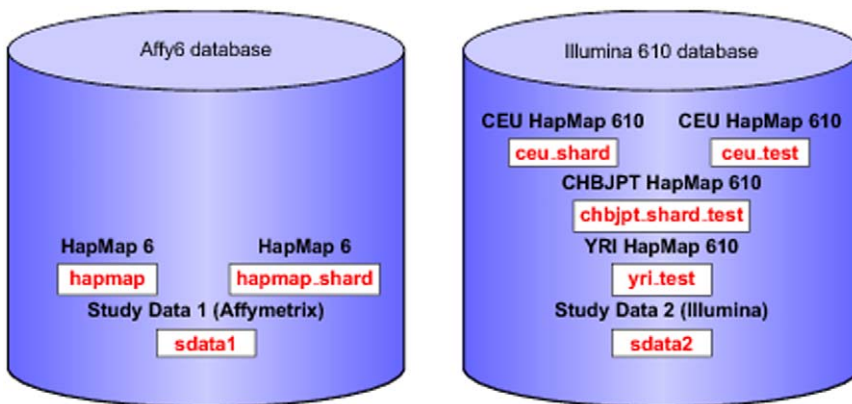 Affy6 database
HapMap 6 HapMap 6
hapmap hapmap_shard
Study Data 1 (Affymetrix)
sdata1
Illumina 610 database
CEU HapMap 610 CEU HapMap 610
ceu_shard ceu_test
CHBJPT HapMap 610
chbjpt_shard_test
YRI HapMap 610
yri_test
Study Data 2 (Illumina)
sdata2